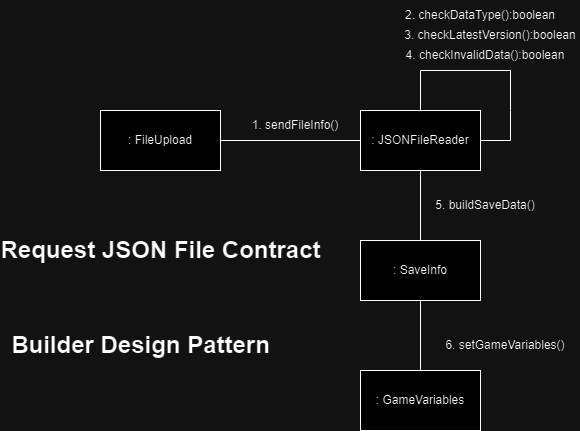 2. checkDataType():boolean
3. checkLatestVersion():boolean
4. checkInvalidData():boolean
1. sendFileInfo()
: FileUpload
: JSONFileReader
5. buildSaveData()
Request JSON File Contract
: SaveInfo
Builder Design Pattern
6. setGameVariables()
: GameVariables